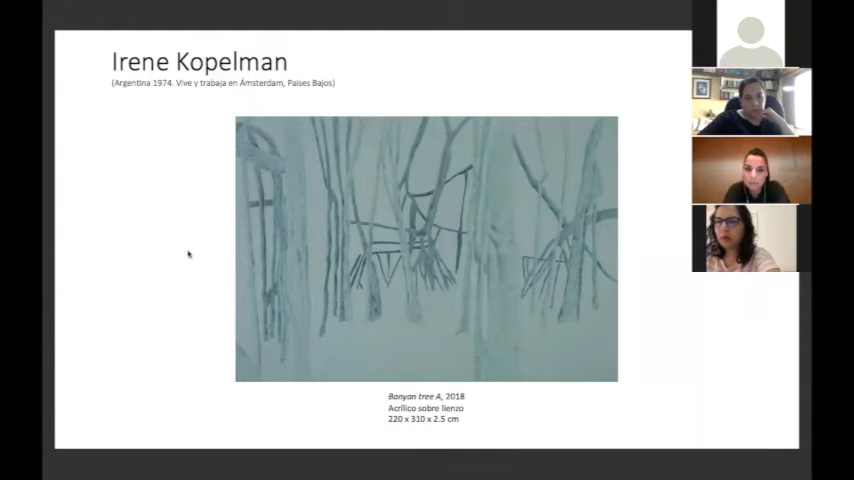 Irene Kopelman
(Argentina 1974. Vive y trabaja en Ámsterdam, Paises Bajos)
Banyan tree A, 2018
Acrílico sobre lienzo
220 x 310 x 2.5 cm